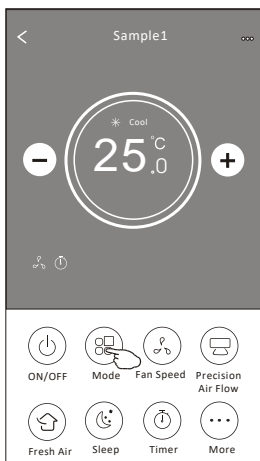 Sample1
Cool
25.0 °C
ON/OFF
Mode
Fan Speed
Precision
Air Flow
Fresh Air
Sleep
Timer
More